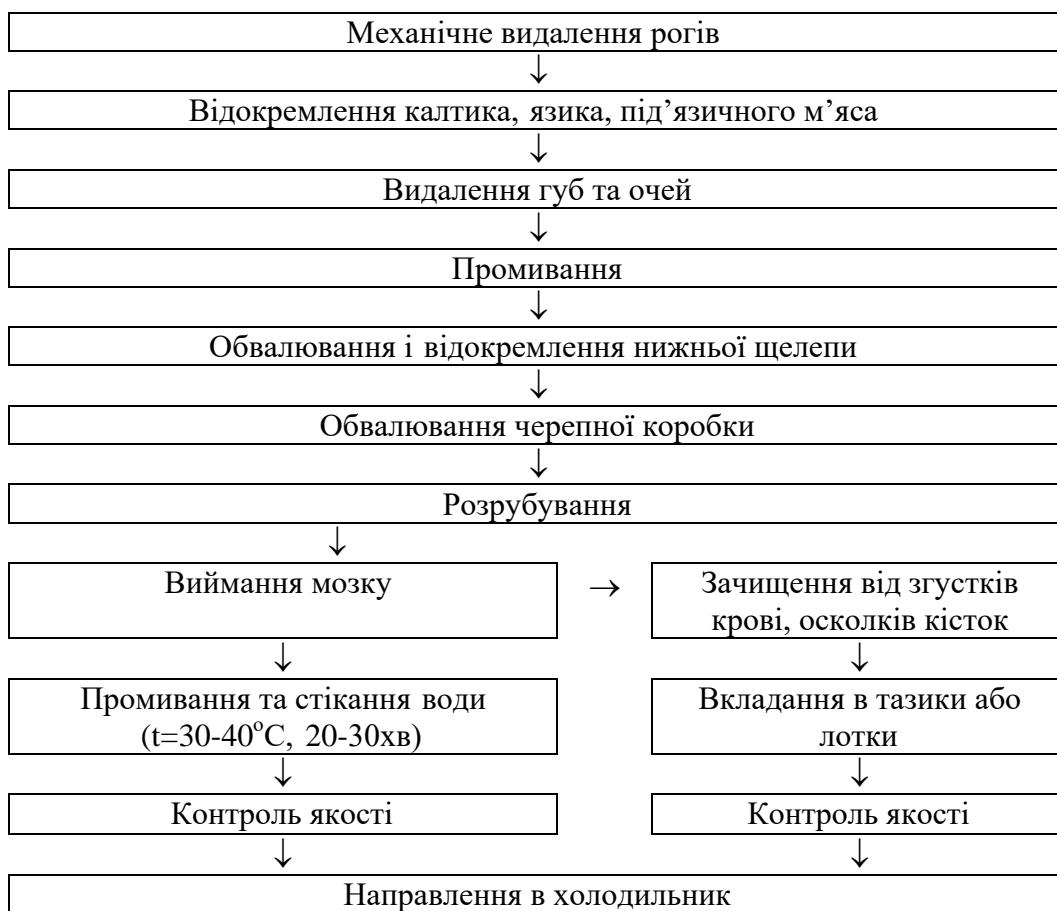 Механічне видалення рогів
↓
Відокремлення калтика, язика, під’язичного м’яса
↓
Видалення губ та очей
↓
Промивання
↓
Обвалювання і відокремлення нижньої щелепи
↓
Обвалювання черепної коробки
↓
Розрубування
↓
Виймання мозку
→
Зачищення від згустків
крові, осколків кісток
↓
↓
Промивання та стікання води
(t=30-40°С, 20-30хв)
Вкладання в тазики або
лотки
↓
↓
Контроль якості
Контроль якості
↓
↓
Направлення в холодильник